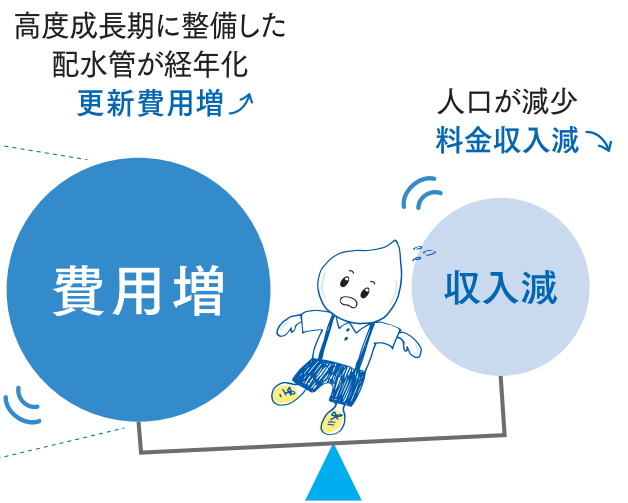 高度成長期に整備した
配水管が経年化
更新費用増
人口が減少
料金収入減
費用増
収入減